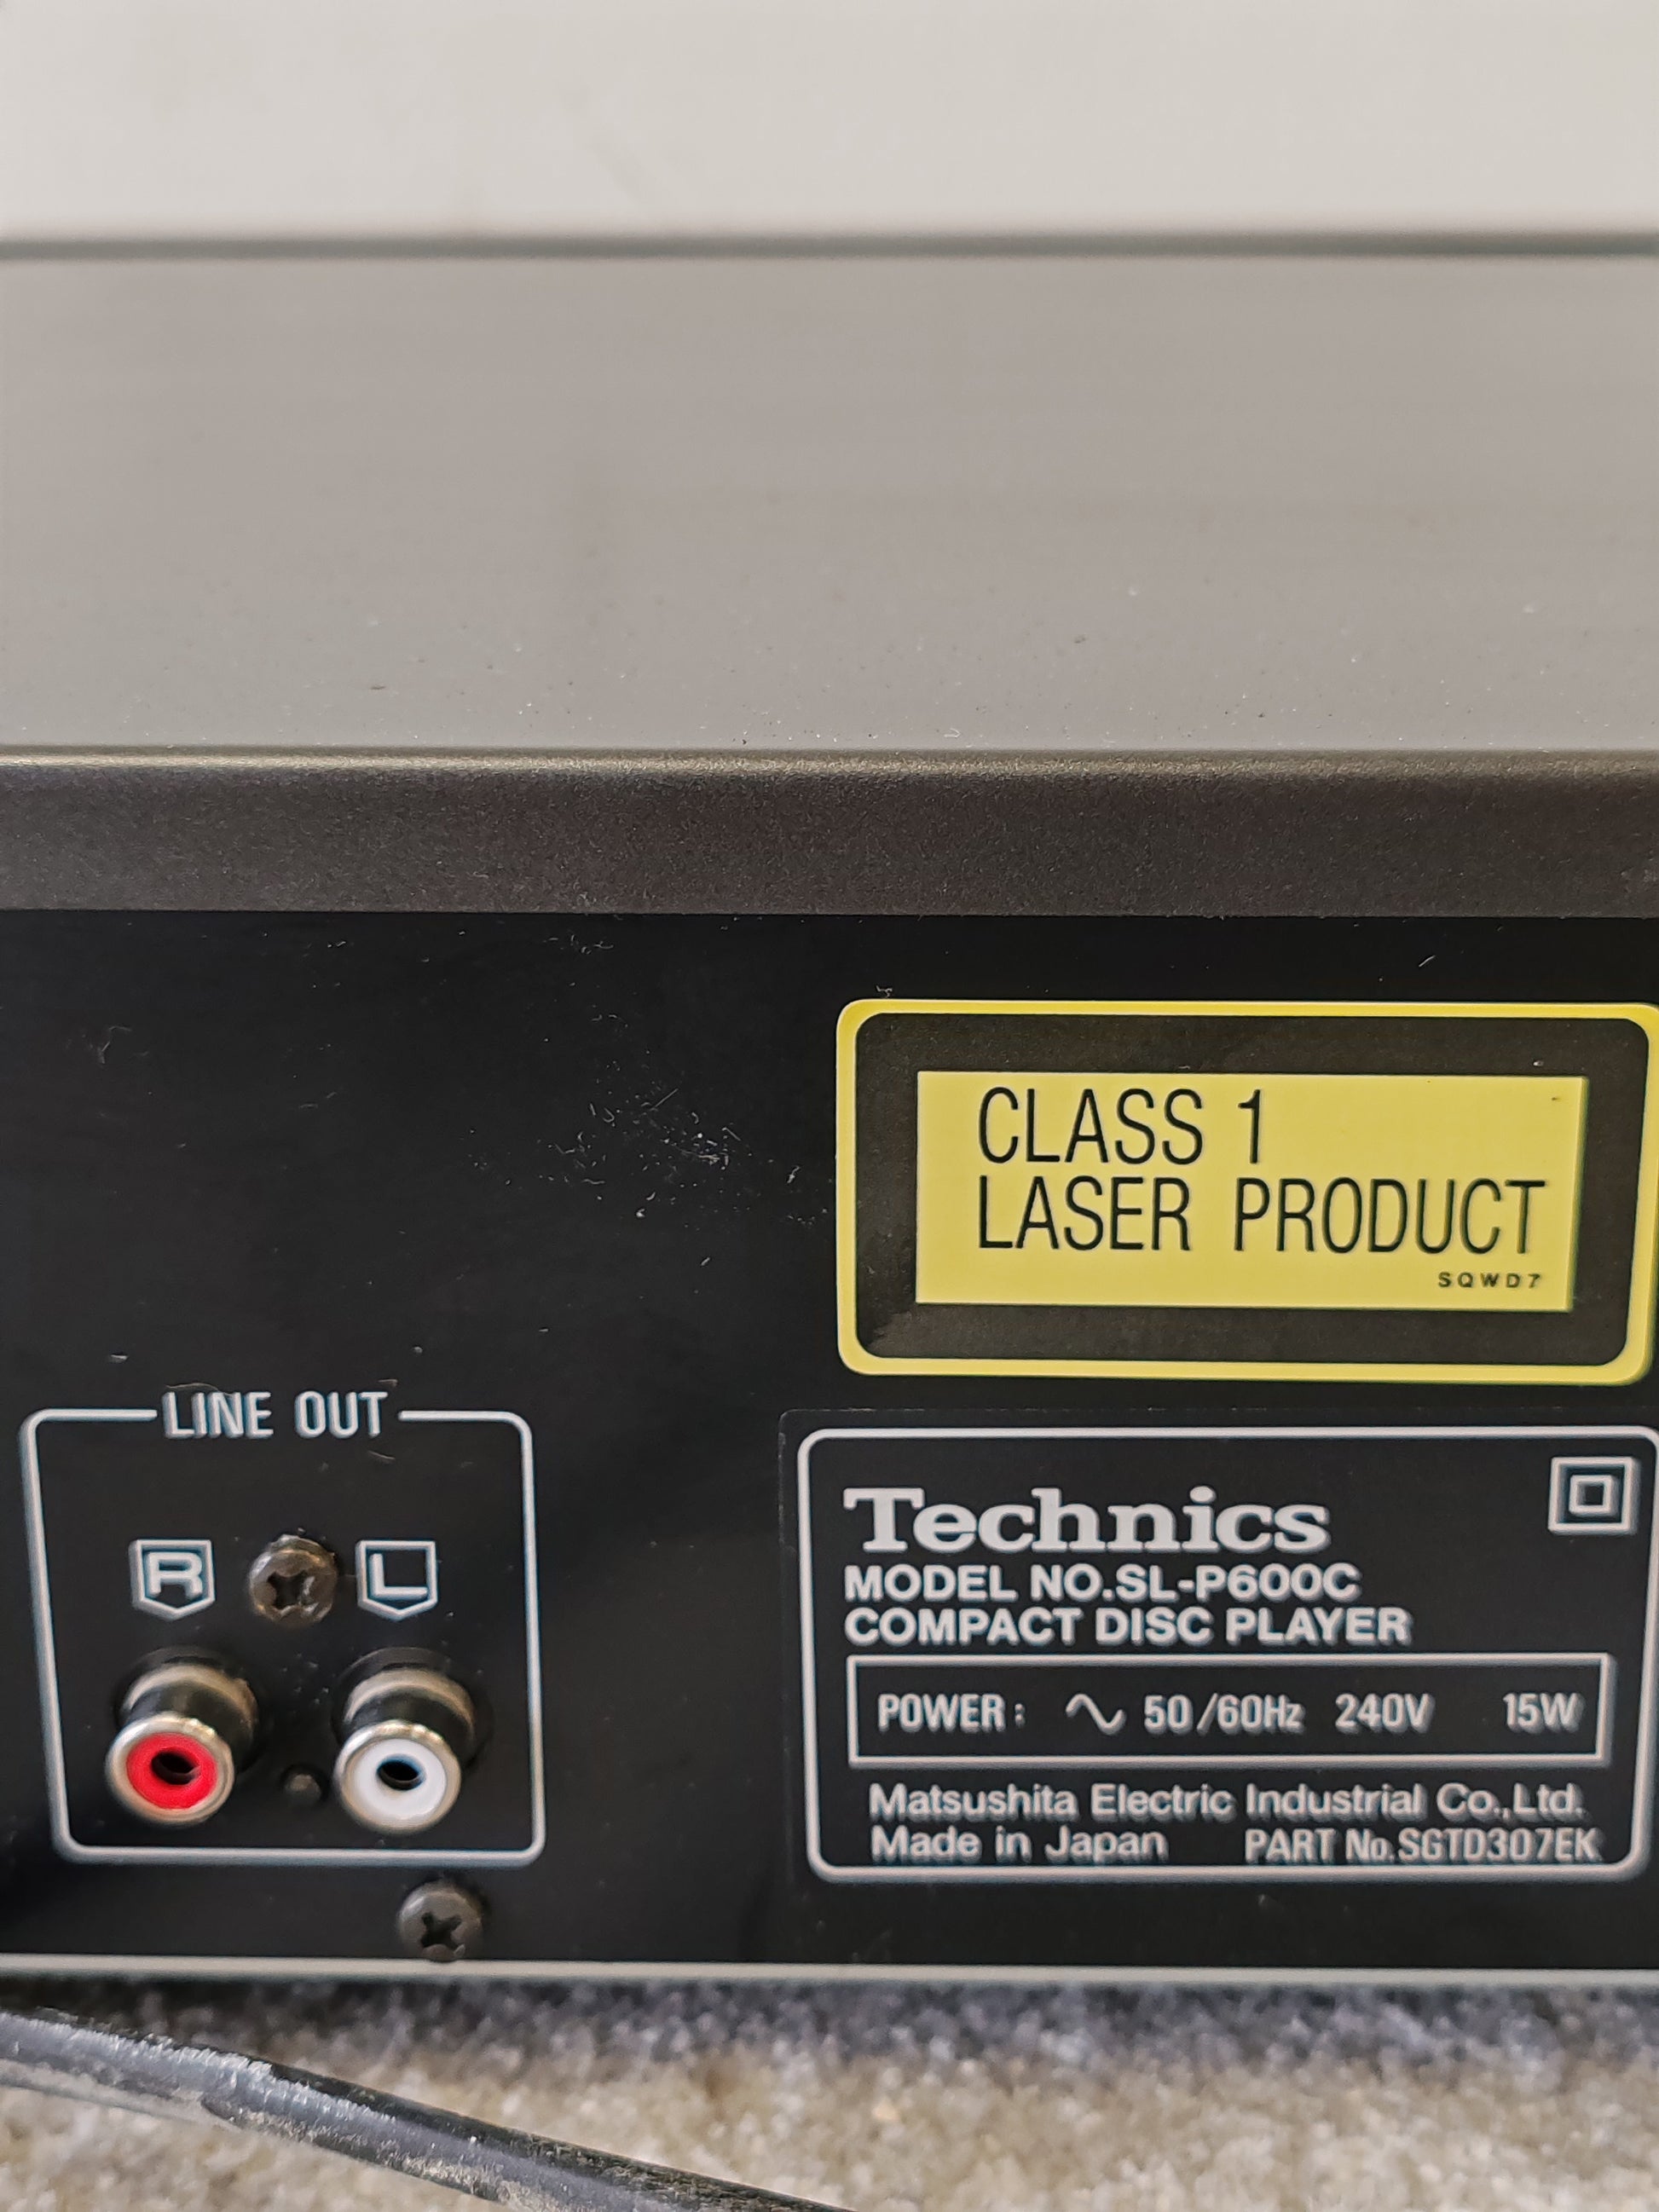 CLASS 1
LASER PRODUCT
SQWD7
LINE OUT
R L
Technics
MODEL NO.SL-P600C
COMPACT DISC PLAYER
POWER: ∿ 50/60Hz 240V 15W
Matsushita Electric Industrial Co.,Ltd.
Made in Japan PART No.SGTD307EK